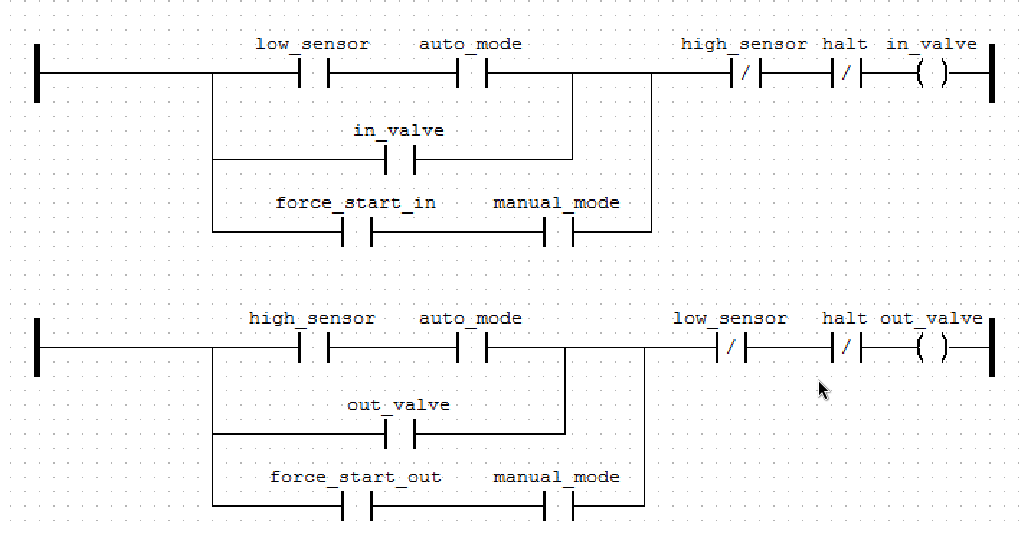 low_sensor auto_mode high_sensor halt in_valve
/ /
in_valve
force_start_in manual_mode
high_sensor auto_mode low_sensor halt out_valve
/ /
out_valve
force_start_out manual_mode